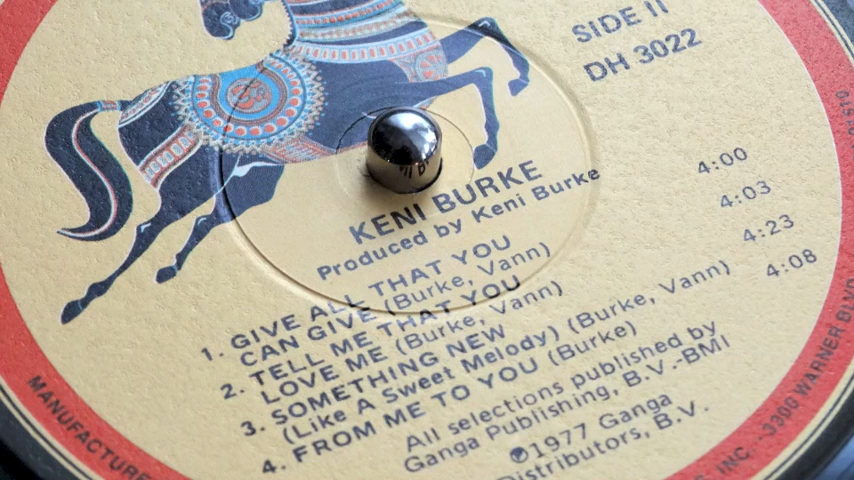 SIDE II
DH 3022
KENI BURKE
Produced by Keni Burke
1. GIVE ALL THAT YOU
CAN GIVE (Burke, Vann) 4:00
2. TELL ME THAT YOU
LOVE ME (Burke, Vann) 4:03
3. SOMETHING NEW
(Like A Sweet Melody) (Burke, Vann) 4:23
4. FROM ME TO YOU (Burke) 4:08
All selections published by
Ganga Publishing, B.V.-BMI
℗1977 Ganga
Distributors, B.V.
INC. · 3300 WARNER BLVD.